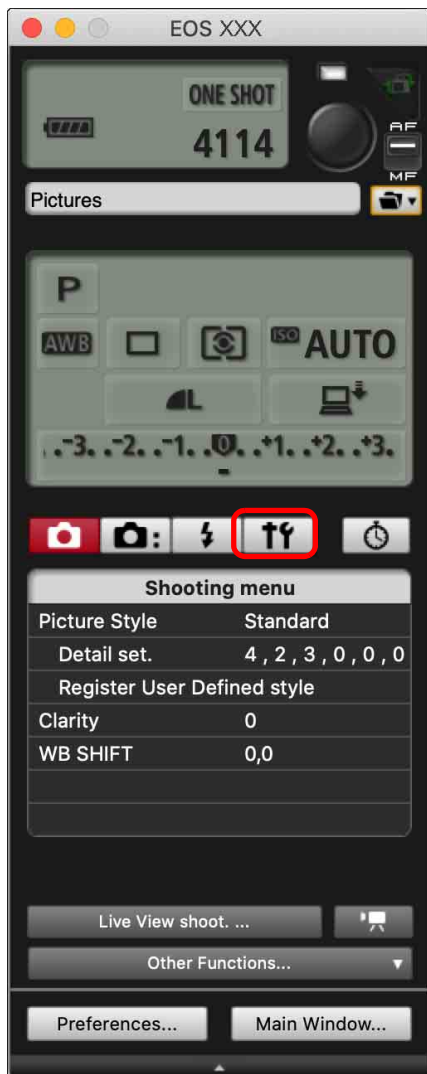 EOS XXX
ONE SHOT
4114
AF
MF
Pictures
P
AWB
ISO AUTO
L
. .-3. .-2. .-1. .0. .+1. .+2. .+3.
Shooting menu
Picture Style Standard
Detail set. 4 , 2 , 3 , 0 , 0 , 0
Register User Defined style
Clarity 0
WB SHIFT 0,0
Live View shoot. ...
Other Functions...
Preferences... Main Window...